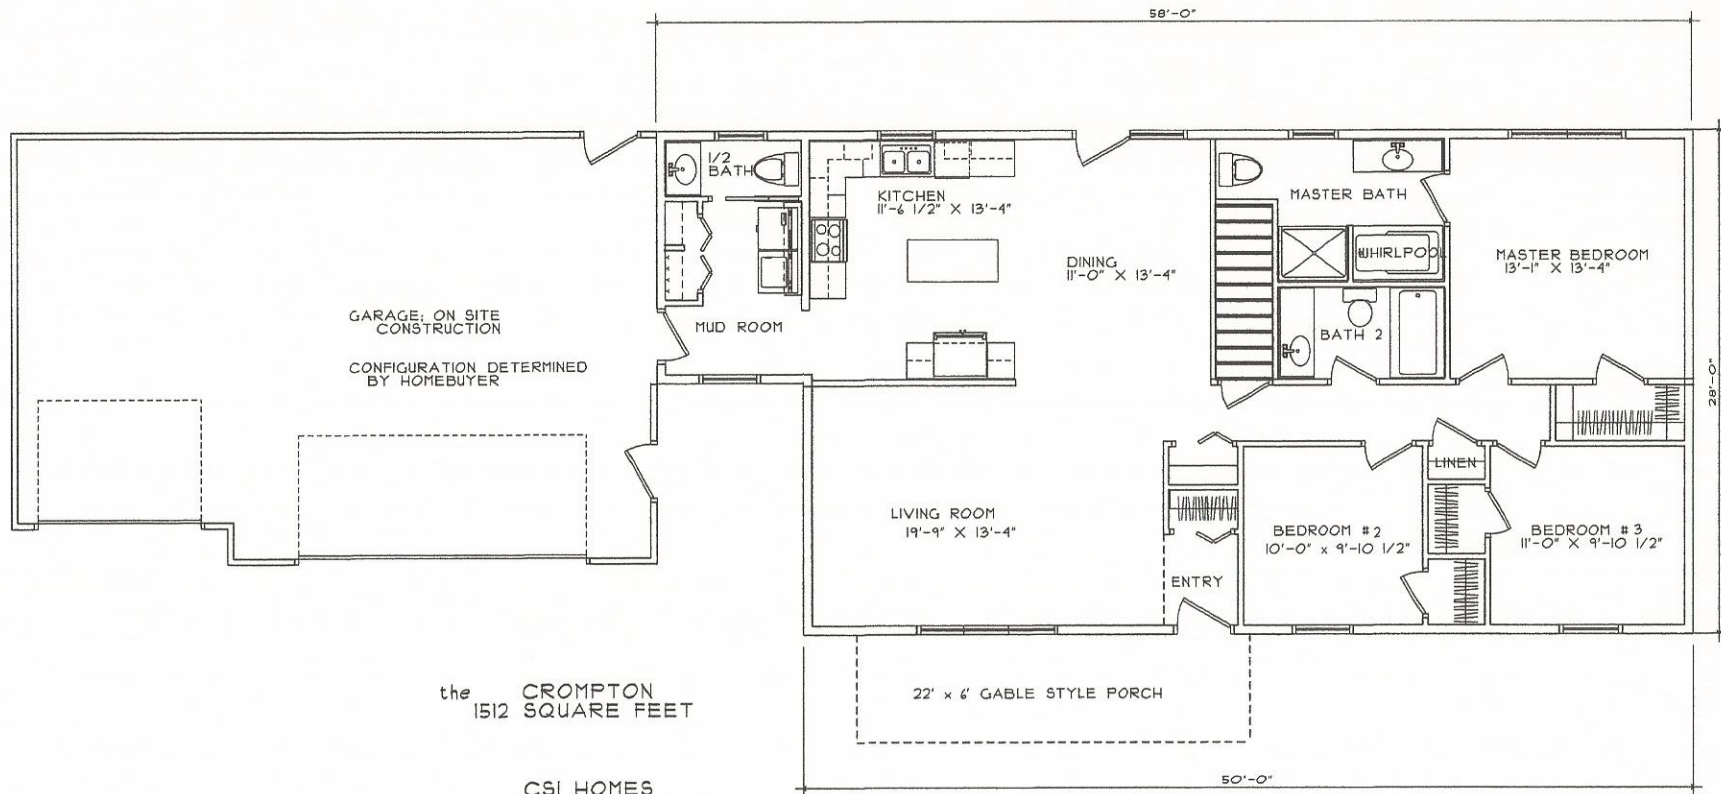 58'-0"
1/2
BATH
KITCHEN
11'-6 1/2" X 13'-4"
MASTER BATH
DINING
11'-0" X 13'-4"
WHIRLPOOL
MASTER BEDROOM
13'-1" X 13'-4"
GARAGE: ON SITE
CONSTRUCTION
MUD ROOM
BATH 2
CONFIGURATION DETERMINED
BY HOMEBUYER
28'-0"
LINEN
LIVING ROOM
19'-9" X 13'-4"
BEDROOM #2
10'-0" x 9'-10 1/2"
BEDROOM #3
11'-0" X 9'-10 1/2"
ENTRY
the CROMPTON
1512 SQUARE FEET
22' x 6' GABLE STYLE PORCH
50'-0"
CSI HOMES